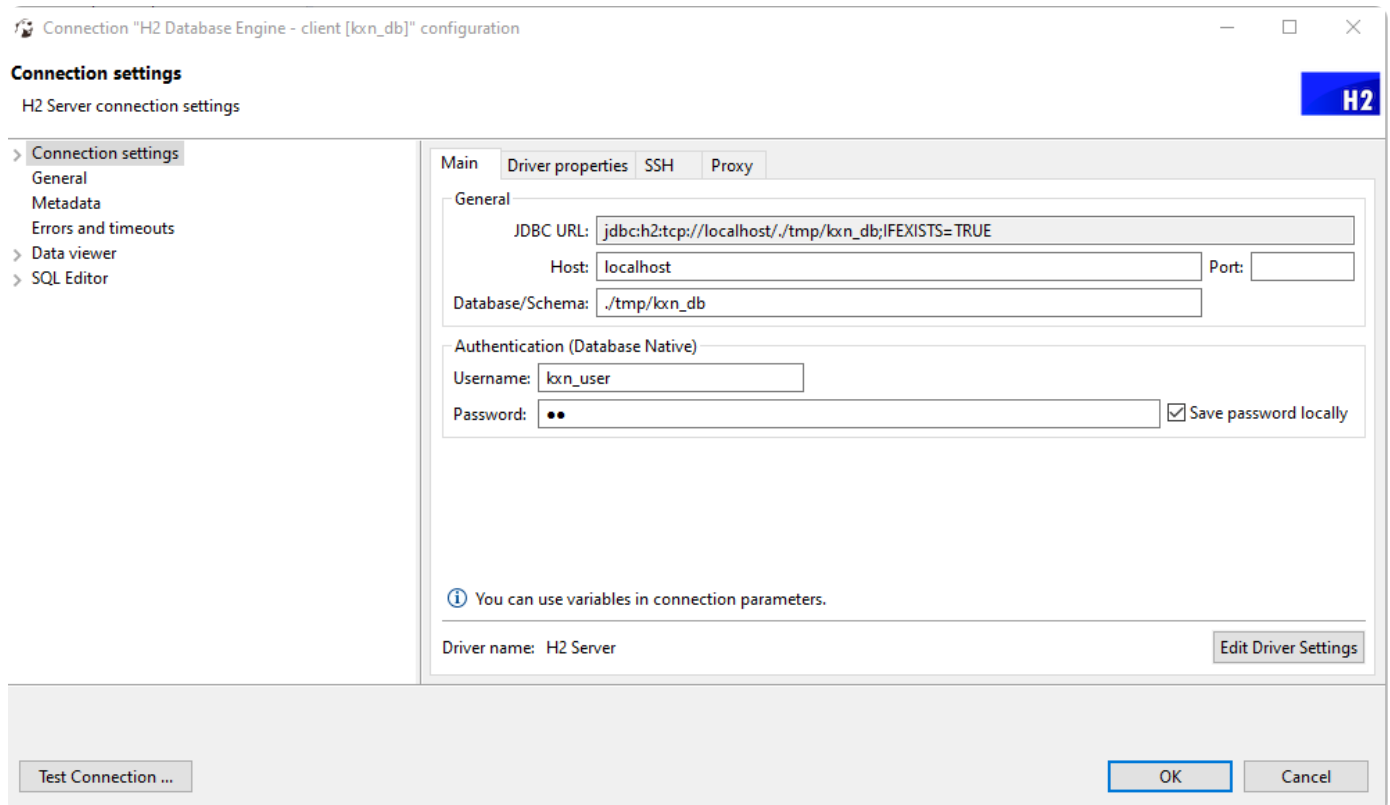 Connection "H2 Database Engine - client [kxn_db]" configuration
Connection settings
H2 Server connection settings
H2
Connection settings
General
Metadata
Errors and timeouts
Data viewer
SQL Editor
Main Driver properties SSH Proxy
General
JDBC URL: jdbc:h2:tcp://localhost/./tmp/kxn_db;IFEXISTS=TRUE
Host: localhost Port:
Database/Schema: ./tmp/kxn_db
Authentication (Database Native)
Username: kxn_user
Password: ●● Save password locally
You can use variables in connection parameters.
Driver name: H2 Server Edit Driver Settings
Test Connection ... OK Cancel